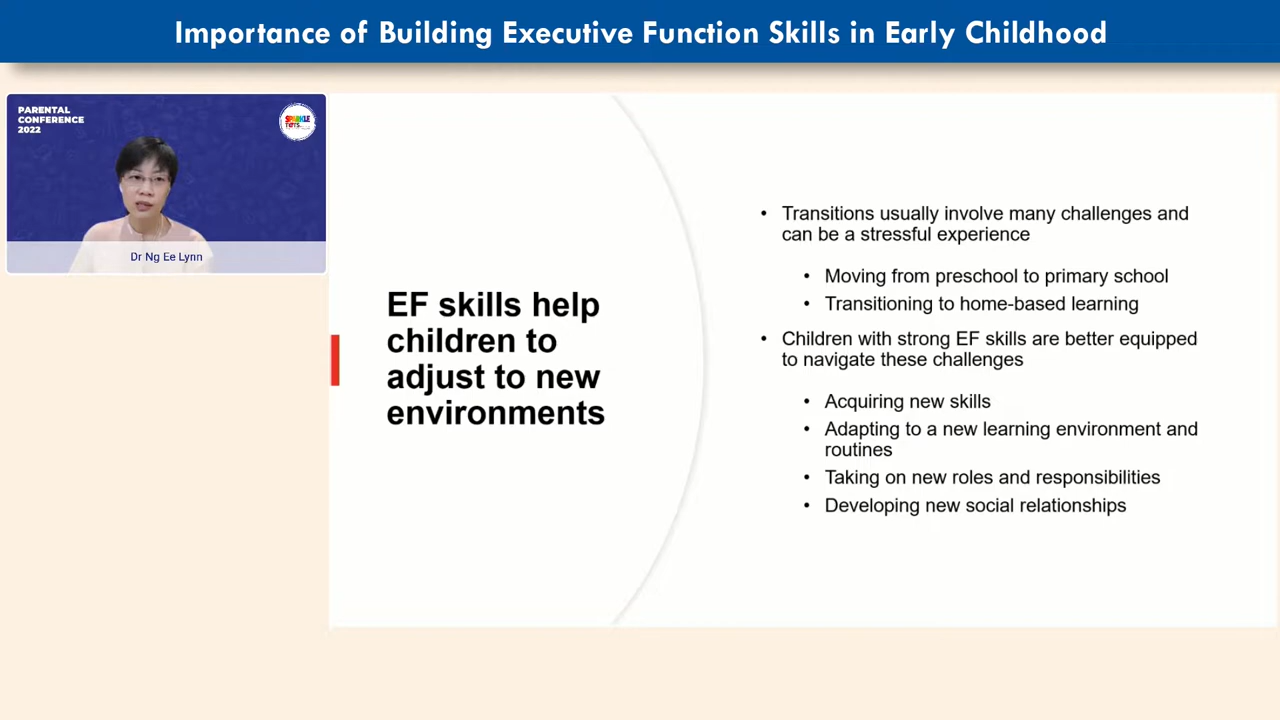 Importance of Building Executive Function Skills in Early Childhood
PARENTAL
CONFERENCE
2022
SPARKLE
TOTS
Dr Ng Ee Lynn
EF skills help
children to
adjust to new
environments
• Transitions usually involve many challenges and
can be a stressful experience
• Moving from preschool to primary school
• Transitioning to home-based learning
• Children with strong EF skills are better equipped
to navigate these challenges
• Acquiring new skills
• Adapting to a new learning environment and
routines
• Taking on new roles and responsibilities
• Developing new social relationships